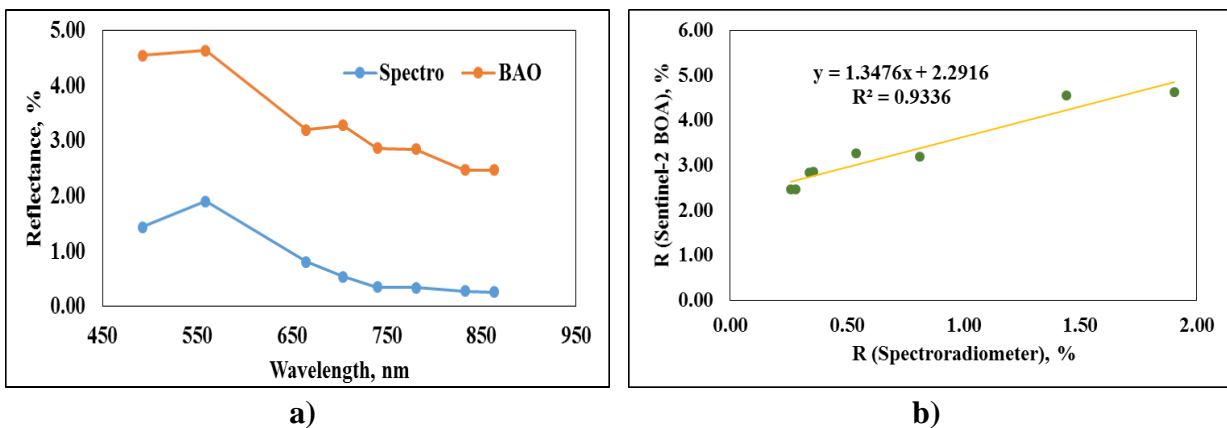 5.00
4.00
3.00
2.00
1.00
0.00
Reflectance, %
Spectro
BAO
450 550 650 750 850 950
Wavelength, nm
a)
6.00
5.00
4.00
3.00
2.00
1.00
0.00
R (Sentinel-2 BOA), %
y = 1.3476x + 2.2916
R² = 0.9336
0.00 0.50 1.00 1.50 2.00
R (Spectroradiometer), %
b)